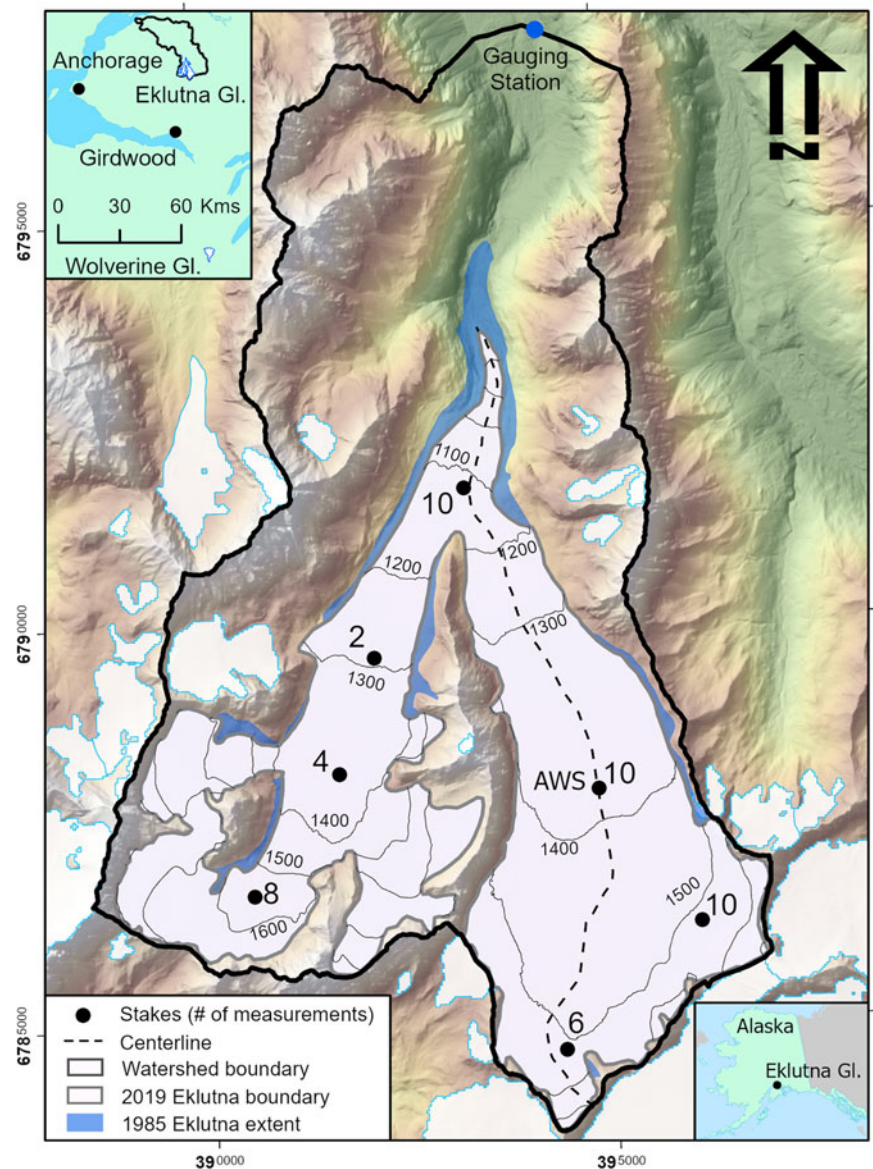 Anchorage
Eklutna Gl.
Girdwood
0 30 60 Kms
Wolverine Gl.
Gauging
Station
N
6795000
1100
10
1200
1200
6790000
1300
2
1300
4
AWS 10
1400
1400
1500
1500
8
10
1600
6
6785000
Stakes (# of measurements)
Centerline
Watershed boundary
2019 Eklutna boundary
1985 Eklutna extent
Alaska
Eklutna Gl.
390000
395000